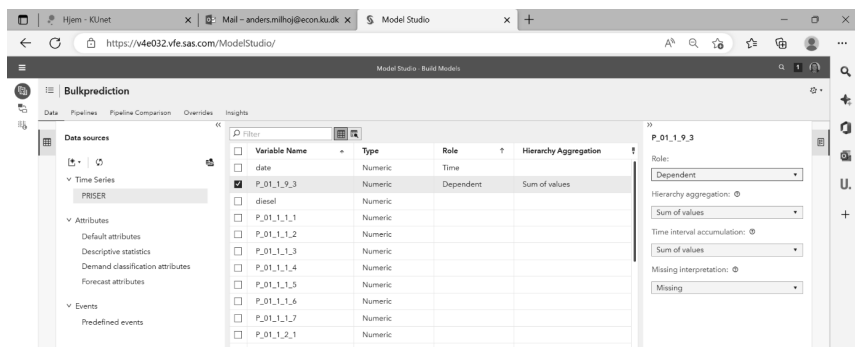 Hjem - KUnet
Mail – anders.milhoj@econ.ku.dk
Model Studio
https://v4e032.vfe.sas.com/ModelStudio/
Model Studio - Build Models
1
Bulkprediction
Data Pipelines Pipeline Comparison Overrides Insights
Data sources
Time Series
PRISER
Attributes
Default attributes
Descriptive statistics
Demand classification attributes
Forecast attributes
Events
Predefined events
Filter
Variable Name Type Role Hierarchy Aggregation
date Numeric Time
P_01_1_9_3 Numeric Dependent Sum of values
diesel Numeric
P_01_1_1_1 Numeric
P_01_1_1_2 Numeric
P_01_1_1_3 Numeric
P_01_1_1_4 Numeric
P_01_1_1_5 Numeric
P_01_1_1_6 Numeric
P_01_1_1_7 Numeric
P_01_1_2_1 Numeric
P_01_1_9_3
Role:
Dependent
Hierarchy aggregation:
Sum of values
Time interval accumulation:
Sum of values
Missing interpretation:
Missing
U.